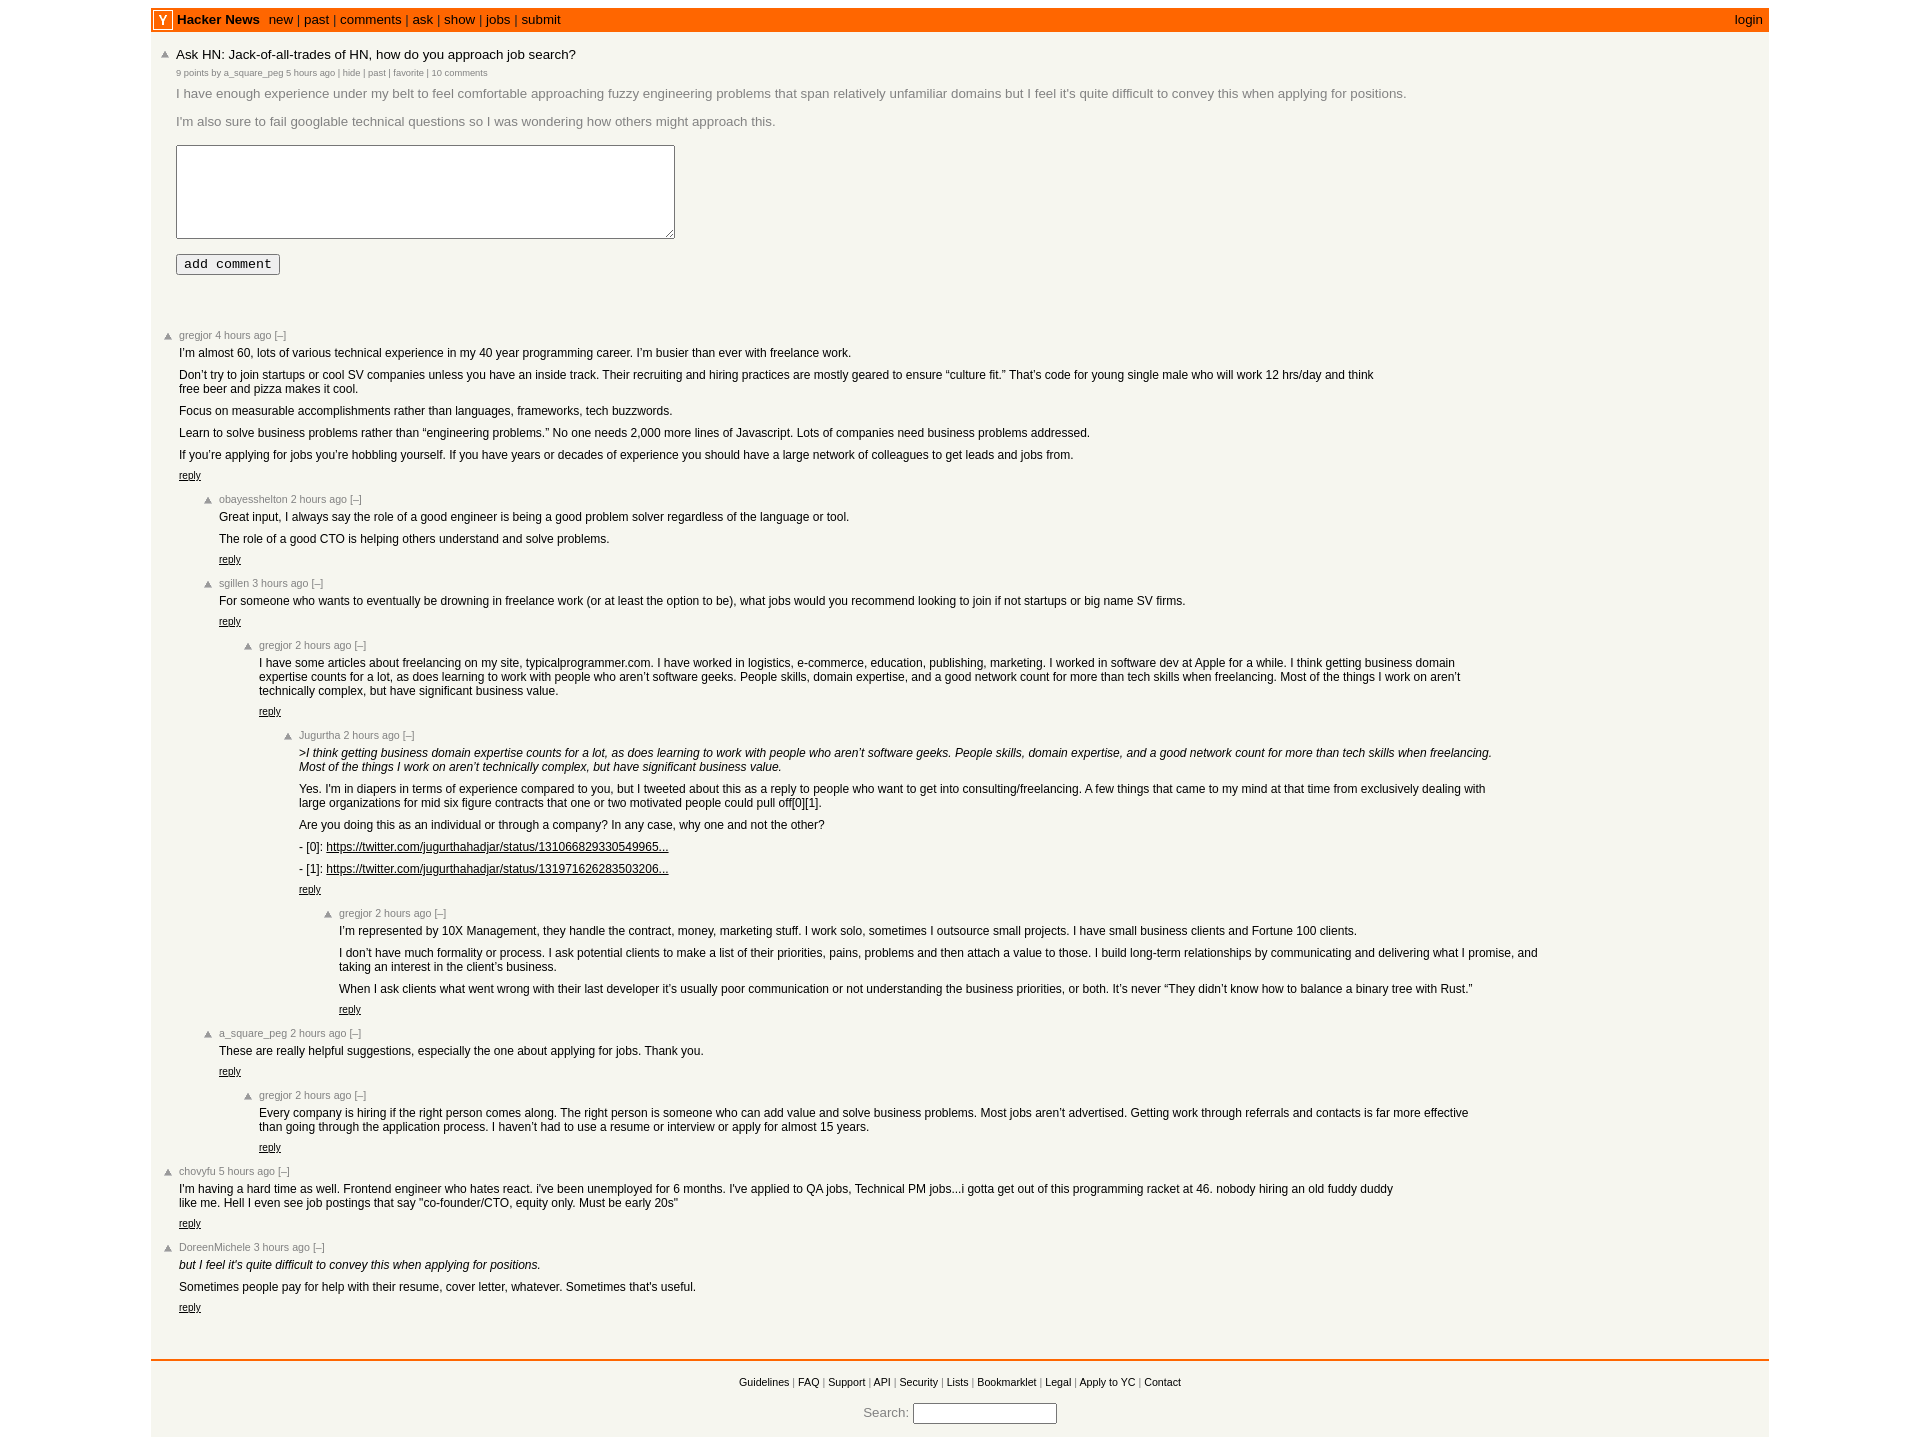 Y Hacker News new | past | comments | ask | show | jobs | submit login
Ask HN: Jack-of-all-trades of HN, how do you approach job search?
9 points by a_square_peg 5 hours ago | hide | past | favorite | 10 comments
I have enough experience under my belt to feel comfortable approaching fuzzy engineering problems that span relatively unfamiliar domains but I feel it's quite difficult to convey this when applying for positions.
I'm also sure to fail googlable technical questions so I was wondering how others might approach this.
add comment
gregjor 4 hours ago [–]
I’m almost 60, lots of various technical experience in my 40 year programming career. I’m busier than ever with freelance work.
Don’t try to join startups or cool SV companies unless you have an inside track. Their recruiting and hiring practices are mostly geared to ensure “culture fit.” That’s code for young single male who will work 12 hrs/day and think
free beer and pizza makes it cool.
Focus on measurable accomplishments rather than languages, frameworks, tech buzzwords.
Learn to solve business problems rather than “engineering problems.” No one needs 2,000 more lines of Javascript. Lots of companies need business problems addressed.
If you’re applying for jobs you’re hobbling yourself. If you have years or decades of experience you should have a large network of colleagues to get leads and jobs from.
reply
obayesshelton 2 hours ago [–]
Great input, I always say the role of a good engineer is being a good problem solver regardless of the language or tool.
The role of a good CTO is helping others understand and solve problems.
reply
sgillen 3 hours ago [–]
For someone who wants to eventually be drowning in freelance work (or at least the option to be), what jobs would you recommend looking to join if not startups or big name SV firms.
reply
gregjor 2 hours ago [–]
I have some articles about freelancing on my site, typicalprogrammer.com. I have worked in logistics, e-commerce, education, publishing, marketing. I worked in software dev at Apple for a while. I think getting business domain
expertise counts for a lot, as does learning to work with people who aren’t software geeks. People skills, domain expertise, and a good network count for more than tech skills when freelancing. Most of the things I work on aren’t
technically complex, but have significant business value.
reply
Jugurtha 2 hours ago [–]
>I think getting business domain expertise counts for a lot, as does learning to work with people who aren’t software geeks. People skills, domain expertise, and a good network count for more than tech skills when freelancing.
Most of the things I work on aren’t technically complex, but have significant business value.
Yes. I'm in diapers in terms of experience compared to you, but I tweeted about this as a reply to people who want to get into consulting/freelancing. A few things that came to my mind at that time from exclusively dealing with
large organizations for mid six figure contracts that one or two motivated people could pull off[0][1].
Are you doing this as an individual or through a company? In any case, why one and not the other?
- [0]: https://twitter.com/jugurthahadjar/status/131066829330549965...
- [1]: https://twitter.com/jugurthahadjar/status/131971626283503206...
reply
gregjor 2 hours ago [–]
I’m represented by 10X Management, they handle the contract, money, marketing stuff. I work solo, sometimes I outsource small projects. I have small business clients and Fortune 100 clients.
I don’t have much formality or process. I ask potential clients to make a list of their priorities, pains, problems and then attach a value to those. I build long-term relationships by communicating and delivering what I promise, and
taking an interest in the client’s business.
When I ask clients what went wrong with their last developer it’s usually poor communication or not understanding the business priorities, or both. It’s never “They didn’t know how to balance a binary tree with Rust.”
reply
a_square_peg 2 hours ago [–]
These are really helpful suggestions, especially the one about applying for jobs. Thank you.
reply
gregjor 2 hours ago [–]
Every company is hiring if the right person comes along. The right person is someone who can add value and solve business problems. Most jobs aren’t advertised. Getting work through referrals and contacts is far more effective
than going through the application process. I haven’t had to use a resume or interview or apply for almost 15 years.
reply
chovyfu 5 hours ago [–]
I'm having a hard time as well. Frontend engineer who hates react. i've been unemployed for 6 months. I've applied to QA jobs, Technical PM jobs...i gotta get out of this programming racket at 46. nobody hiring an old fuddy duddy
like me. Hell I even see job postings that say "co-founder/CTO, equity only. Must be early 20s"
reply
DoreenMichele 3 hours ago [–]
but I feel it's quite difficult to convey this when applying for positions.
Sometimes people pay for help with their resume, cover letter, whatever. Sometimes that's useful.
reply
Guidelines | FAQ | Support | API | Security | Lists | Bookmarklet | Legal | Apply to YC | Contact
Search: